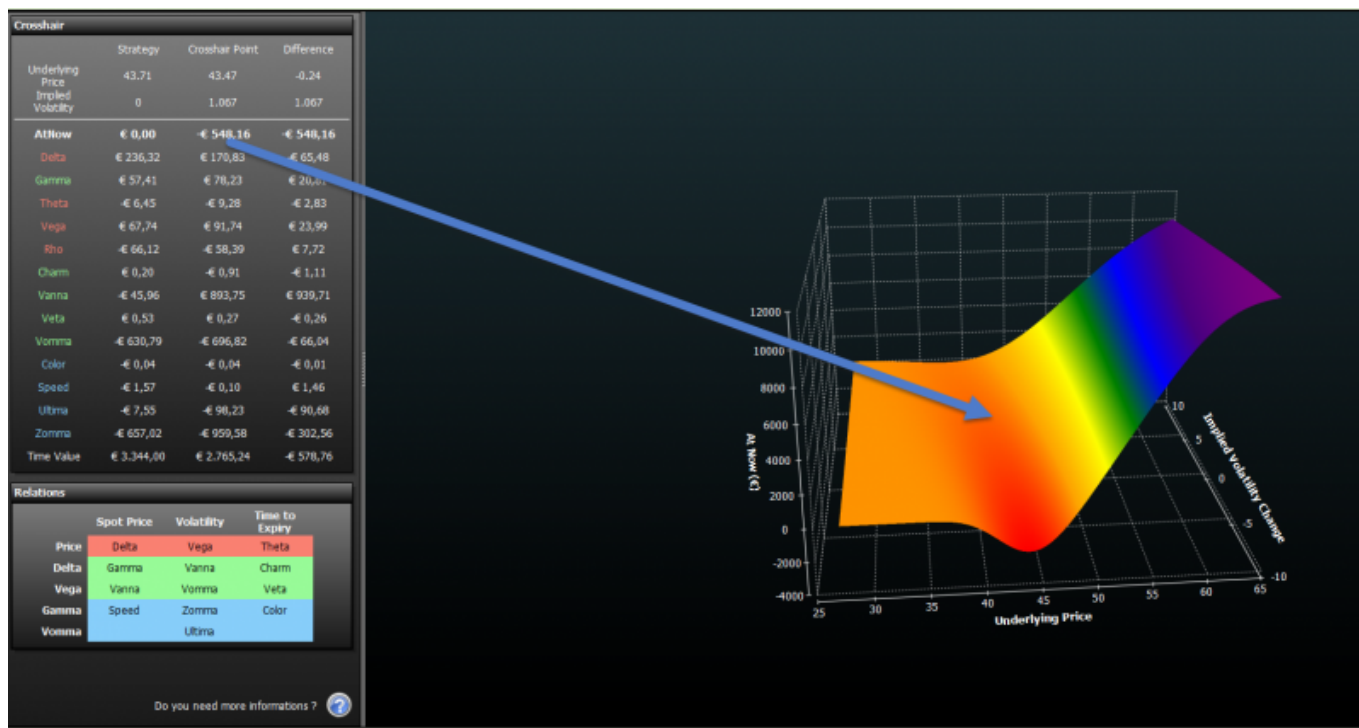 Crosshair
Strategy Crosshair Point Difference
Underlying Price 43.71 43.47 -0.24
Implied Volatility 0 1.067 1.067
AtNow € 0,00 -€ 548,16 -€ 548,16
Delta € 236,32 € 170,83 -€ 65,48
Gamma € 57,41 € 78,23
Theta -€ 6,45 -€ 9,28 -€ 2,83
Vega € 67,74 € 91,74 € 23,99
Rho -€ 66,12 -€ 58,39 € 7,72
Charm € 0,20 -€ 0,91 -€ 1,11
Vanna -€ 45,96 € 893,75 € 939,71
Veta € 0,53 € 0,27 -€ 0,26
Vomma -€ 630,79 -€ 696,82 -€ 66,04
Color -€ 0,04 -€ 0,04 -€ 0,01
Speed -€ 1,57 -€ 0,10 € 1,46
Ultima -€ 7,55 -€ 98,23 -€ 90,68
Zomma -€ 657,02 -€ 959,58 -€ 302,56
Time Value € 3.344,00 € 2.765,24 -€ 578,76
Relations
Spot Price Volatility Time to Expiry
Price Delta Vega Theta
Delta Gamma Vanna Charm
Vega Vanna Vomma Veta
Gamma Speed Zomma Color
Vomma Ultima
Do you need more informations ? ?
At Now (€)
12000
10000
8000
6000
4000
2000
0
-2000
-4000
25 30 35 40 45 50 55 60 65
Underlying Price
10
5
0
-5
-10
Implied Volatility Change